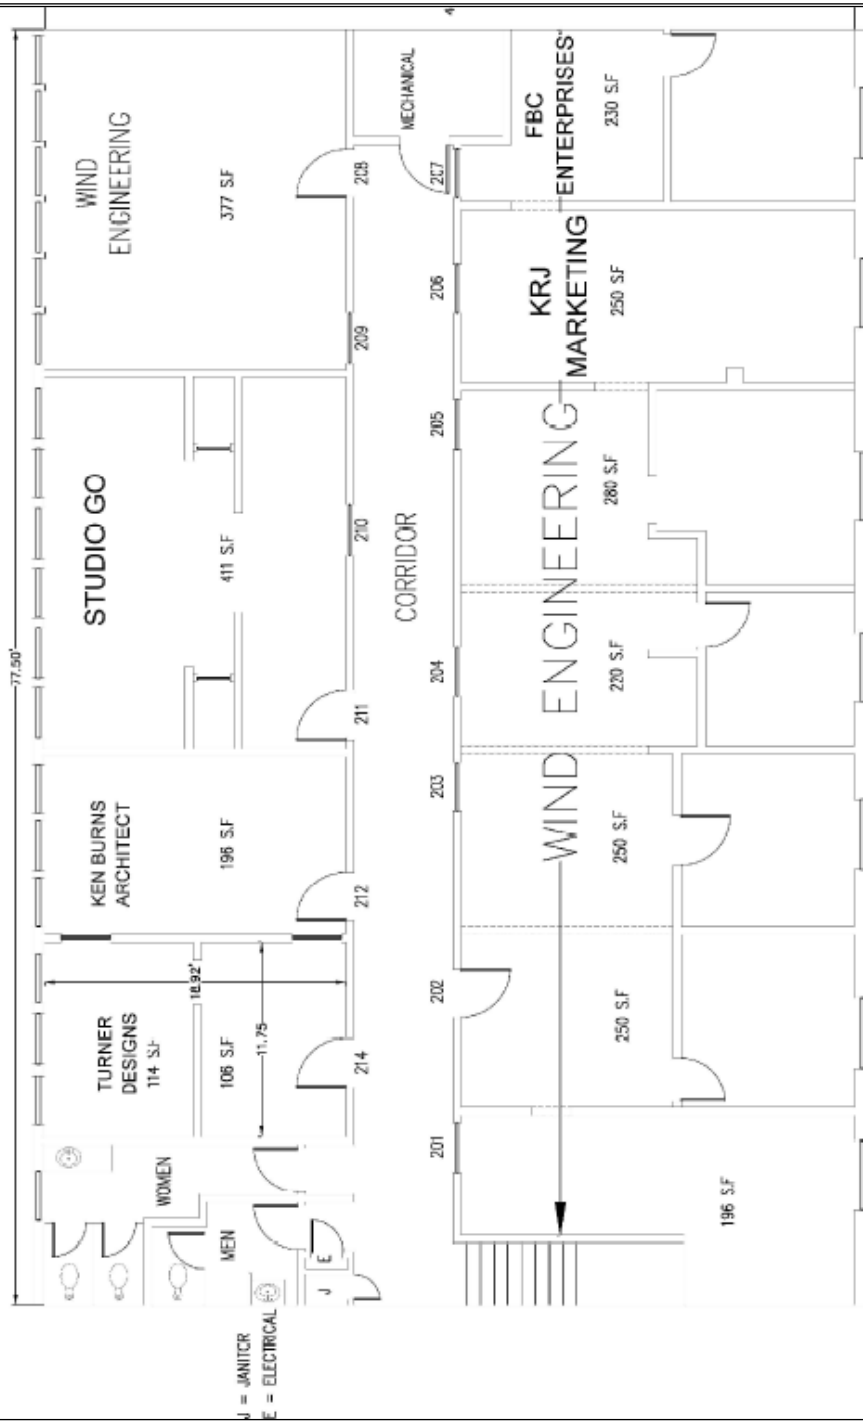 77.50'
4
WIND
ENGINEERING
377 S.F
208
209
MECHANICAL
207
FBC
ENTERPRISES
230 S.F
206
KRJ
MARKETING
250 S.F
STUDIO GO
411 S.F
210
211
CORRIDOR
205
280 S.F
204
220 S.F
WIND ENGINEERING
KEN BURNS
ARCHITECT
196 S.F
212
203
250 S.F
TURNER
DESIGNS
114 S.F
18.92'
106 S.F
11.75
214
202
250 S.F
201
196 S.F
WOMEN
MEN
E
J
J = JANITCR
E = ELECTRICAL